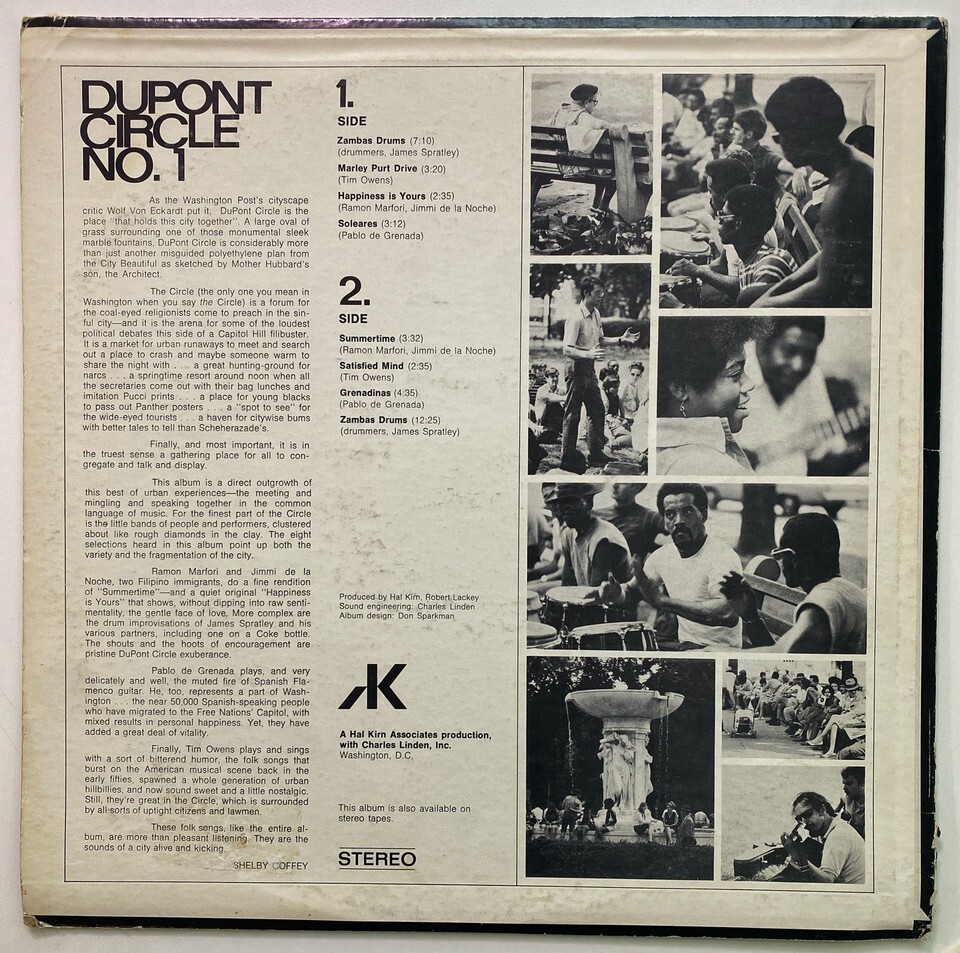 DUPONT
CIRCLE
NO. 1
As the Washington Post's cityscape
critic Wolf Von Eckardt put it, DuPont Circle is the
place "that holds this city together". A large oval of
grass surrounding one of those monumental sleek
marble fountains, DuPont Circle is considerably more
than just another misguided polyethylene plan from
the City Beautiful as sketched by Mother Hubbard's
son, the Architect.
The Circle (the only one you mean in
Washington when you say the Circle) is a forum for
the coal-eyed religionists come to preach in the sin-
ful city—and it is the arena for some of the loudest
political debates this side of a Capitol Hill filibuster.
It is a market for urban runaways to meet and search
out a place to crash and maybe someone warm to
share the night with . . . a great hunting-ground for
narcs . . . a springtime resort around noon when all
the secretaries come out with their bag lunches and
imitation Pucci prints . . . a place for young blacks
to pass out Panther posters . . . a "spot to see" for
the wide-eyed tourists . . . a haven for citywise bums
with better tales to tell than Scheherazade's.
Finally, and most important, it is in
the truest sense a gathering place for all to con-
gregate and talk and display.
This album is a direct outgrowth of
this best of urban experiences—the meeting and
mingling and speaking together in the common
language of music. For the finest part of the Circle
is the little bands of people and performers, clustered
about like rough diamonds in the clay. The eight
selections heard in this album point up both the
variety and the fragmentation of the city.
Ramon Marfori and Jimmi de la
Noche, two Filipino immigrants, do a fine rendition
of "Summertime"—and a quiet original "Happiness
is Yours" that shows, without dipping into raw senti-
mentality, the gentle face of love. More complex are
the drum improvisations of James Spratley and his
various partners, including one on a Coke bottle.
The shouts and the hoots of encouragement are
pristine DuPont Circle exuberance.
Pablo de Grenada plays, and very
delicately and well, the muted fire of Spanish Fla-
menco guitar. He, too, represents a part of Wash-
ington . . . the near 50,000 Spanish-speaking people
who have migrated to the Free Nations' Capitol, with
mixed results in personal happiness. Yet, they have
added a great deal of vitality.
Finally, Tim Owens plays and sings
with a sort of bitterend humor, the folk songs that
burst on the American musical scene back in the
early fifties, spawned a whole generation of urban
hillbillies, and now sound sweet and a little nostalgic.
Still, they're great in the Circle, which is surrounded
by all sorts of uptight citizens and lawmen.
These folk songs, like the entire al-
bum, are more than pleasant listening. They are the
sounds of a city alive and kicking.
SHELBY COFFEY
1.
SIDE
Zambas Drums (7:10)
(drummers, James Spratley)
Marley Purt Drive (3:20)
(Tim Owens)
Happiness is Yours (2:35)
(Ramon Marfori, Jimmi de la Noche)
Soleares (3:12)
(Pablo de Grenada)
2.
SIDE
Summertime (3:32)
(Ramon Marfori, Jimmi de la Noche)
Satisfied Mind (2:35)
(Tim Owens)
Grenadinas (4:35)
(Pablo de Grenada)
Zambas Drums (12:25)
(drummers, James Spratley)
Produced by Hal Kirn, Robert Lackey
Sound engineering: Charles Linden
Album design: Don Sparkman
HK
A Hal Kirn Associates production,
with Charles Linden, Inc.
Washington, D.C.
This album is also available on
stereo tapes.
STEREO